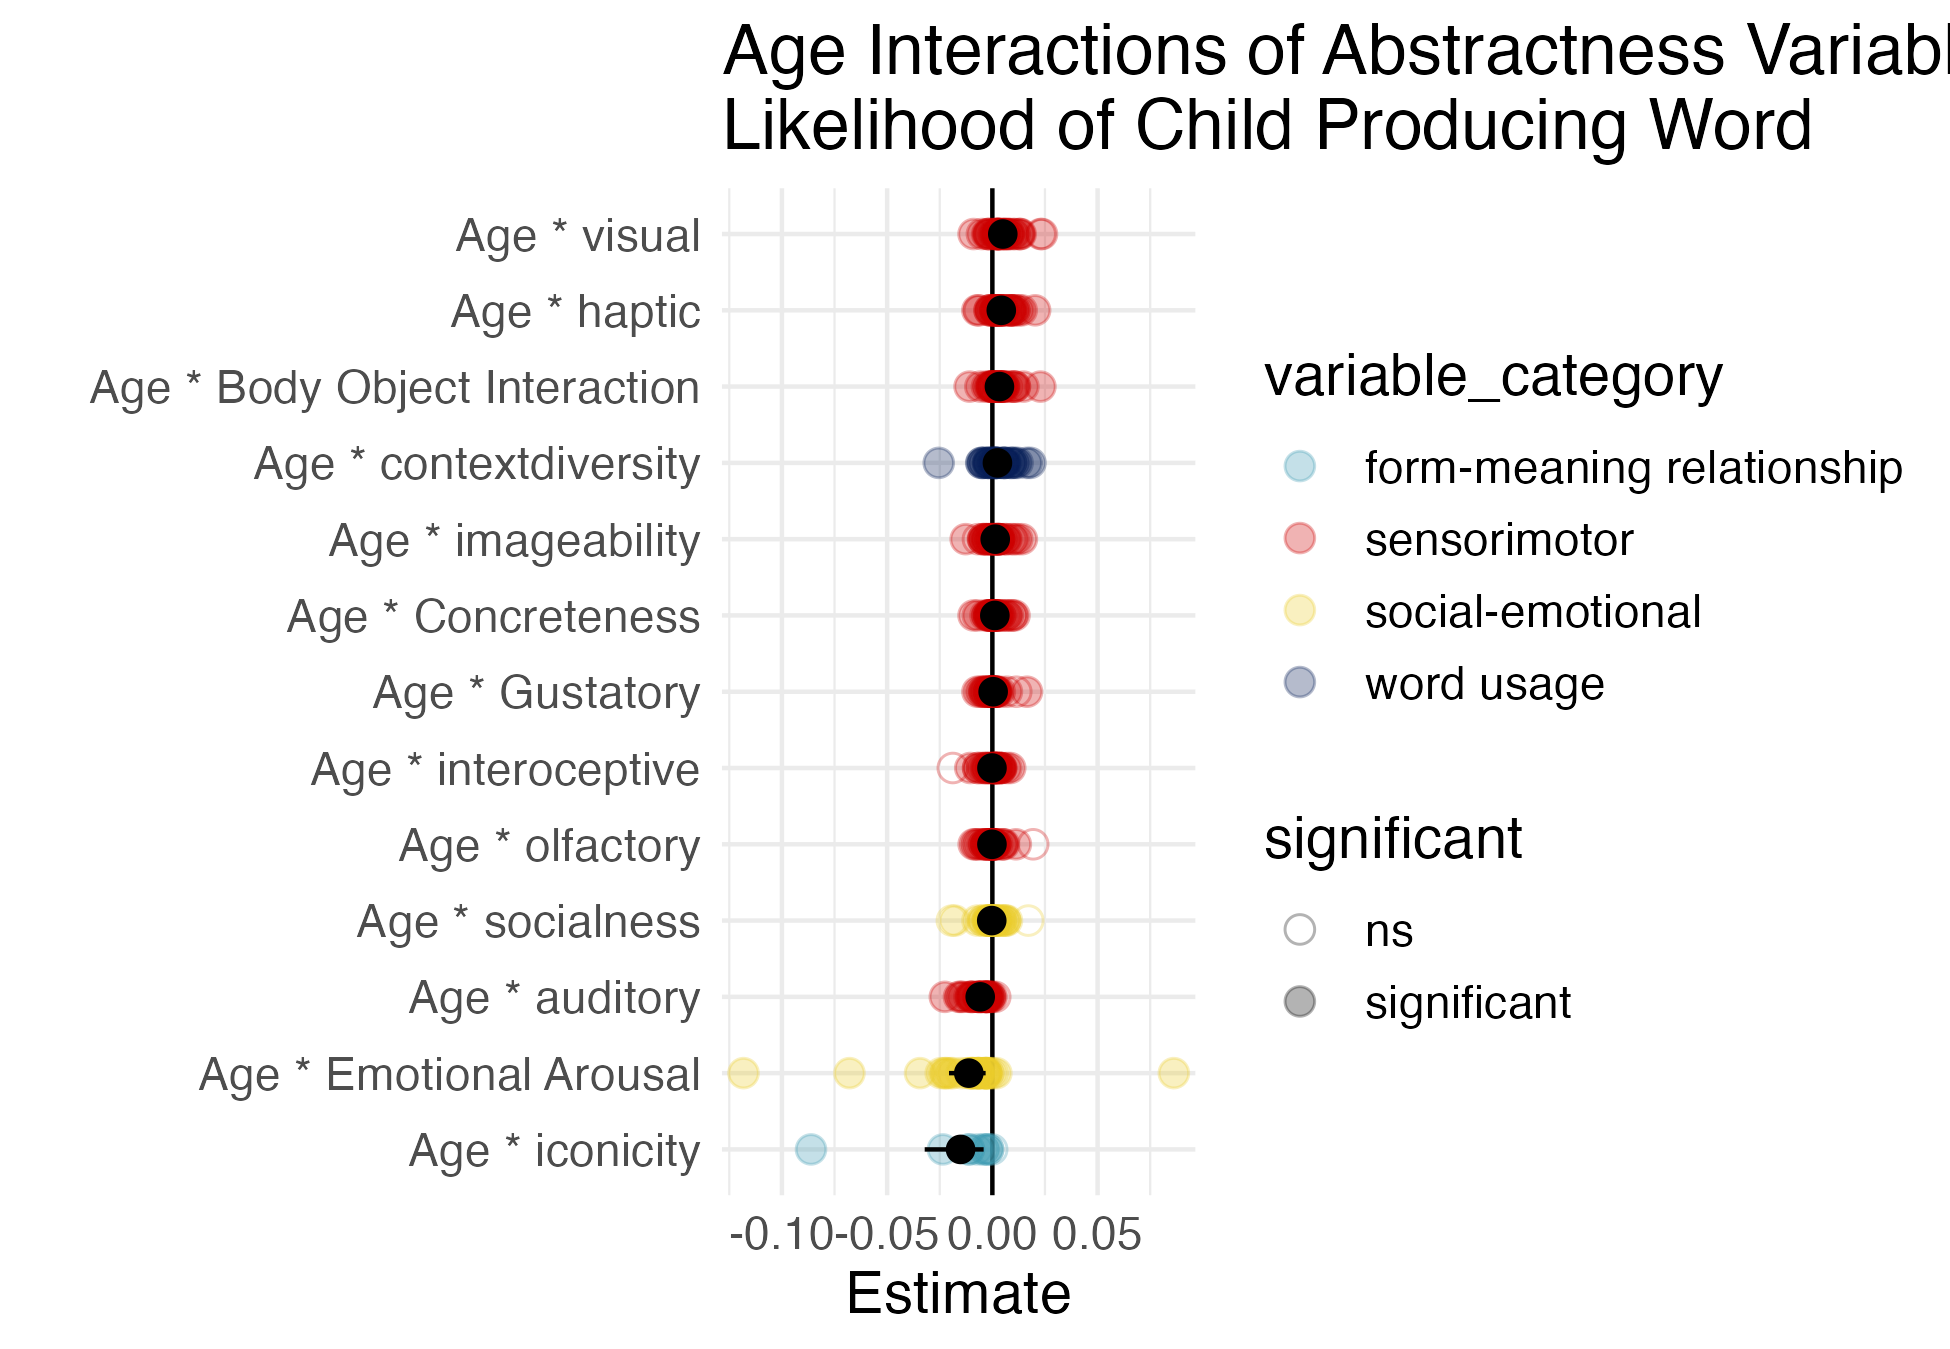 Age Interactions of Abstractness Variabl
Likelihood of Child Producing Word
Age * visual
Age * haptic
Age * Body Object Interaction
Age * contextdiversity
Age * imageability
Age * Concreteness
Age * Gustatory
Age * interoceptive
Age * olfactory
Age * socialness
Age * auditory
Age * Emotional Arousal
Age * iconicity
-0.10 -0.05 0.00 0.05
Estimate
variable_category
form-meaning relationship
sensorimotor
social-emotional
word usage
significant
ns
significant